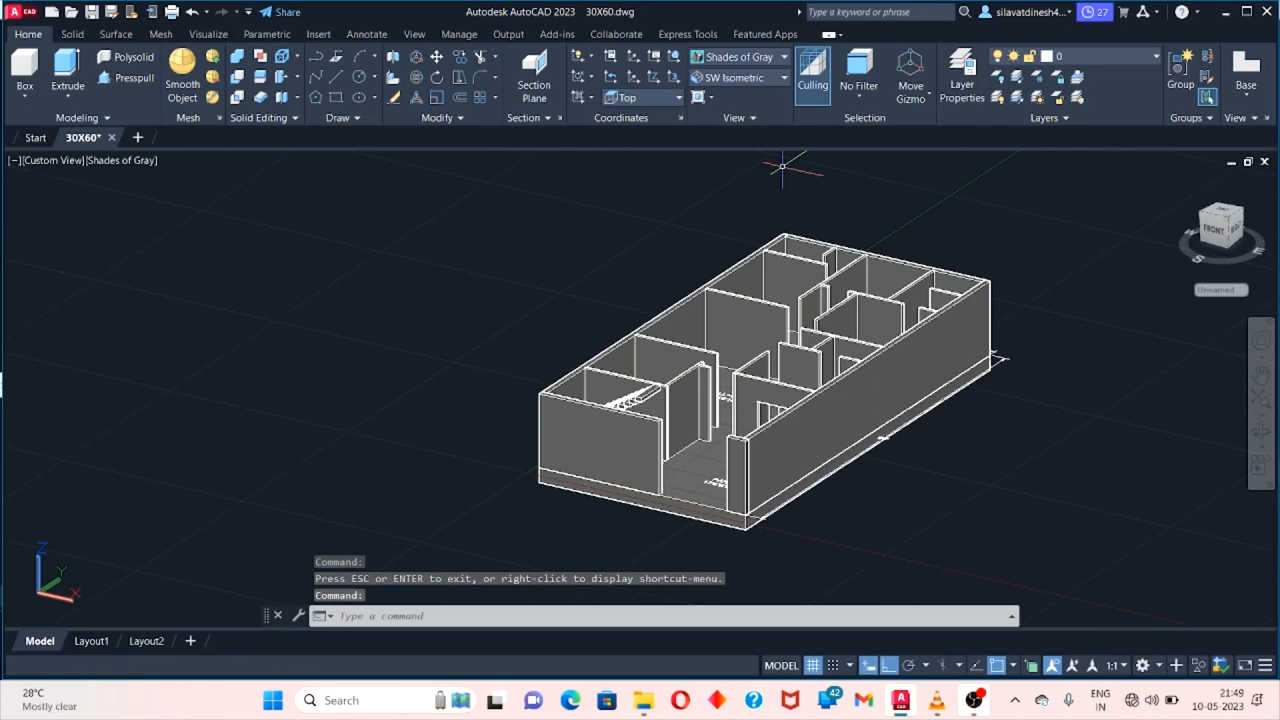 CAD
Share
Autodesk AutoCAD 2023 30X60.dwg
Type a keyword or phrase
silavatdinesh4...
27
Home Solid Surface Mesh Visualize Parametric Insert Annotate View Manage Output Add-ins Collaborate Express Tools Featured Apps
Box
Extrude
Polysolid
Presspull
Smooth
Object
Section
Plane
Shades of Gray
SW Isometric
Top
Culling
No Filter
Move
Gizmo
Layer
Properties
0
Group
Base
Modeling
Mesh
Solid Editing
Draw
Modify
Section
Coordinates
View
Selection
Layers
Groups
View
Start
30X60*
[−][Custom View][Shades of Gray]
FRONT
S
E
Unnamed
Z
Y
X
Command:
Press ESC or ENTER to exit, or right-click to display shortcut-menu.
Command:
Type a command
Model Layout1 Layout2
MODEL
1:1
28°C
Mostly clear
Search
42
ENG
IN
21:49
10-05-2023